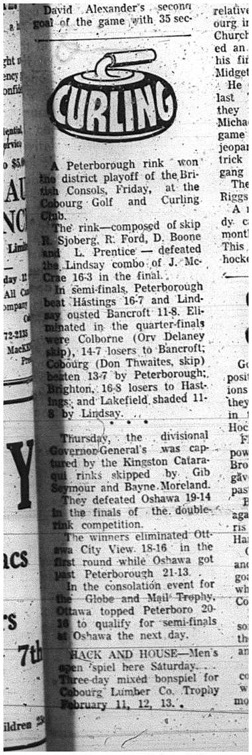 David Alexander's second
goal of the game with 35 sec-
CURLING
A Peterborough rink won
the district playoff of the Bri-
tish Consols, Friday, at the
Cobourg Golf and Curling
Club.
The rink—composed of skip
R. Sjoberg, R. Ford, D. Boone
and L. Prentice — defeated
the Lindsay combo of J. Mc-
Crae 16-3 in the final.
In semi-finals, Peterborough
beat Hastings 16-7 and Lind-
say ousted Bancroft 11-8. Eli-
minated in the quarter-finals
were Colborne (Orv Delaney
skip), 14-7 losers to Bancroft;
Cobourg (Don Thwaites, skip)
beaten 13-7 by Peterborough;
Brighton, 16-8 losers to Hast-
ings; and Lakefield, shaded 11-
8 by Lindsay.
Thursday, the divisional
Governor-General's was cap-
tured by the Kingston Catara-
qui rinks skipped by Gib
Seymour and Bayne Moreland.
They defeated Oshawa 19-14
in the finals of the double-
rink competition.
The winners eliminated Ott-
awa City View 18-16 in the
first round while Oshawa got
past Peterborough 21-13.
In the consolation event for
the Globe and Mail Trophy,
Ottawa topped Peterboro 20-
16 to qualify for semi-finals
at Oshawa the next day.
HACK AND HOUSE—Men's
open 'spiel here Saturday.
Three-day mixed bonspiel for
Cobourg Lumber Co. Trophy
February 11, 12, 13.